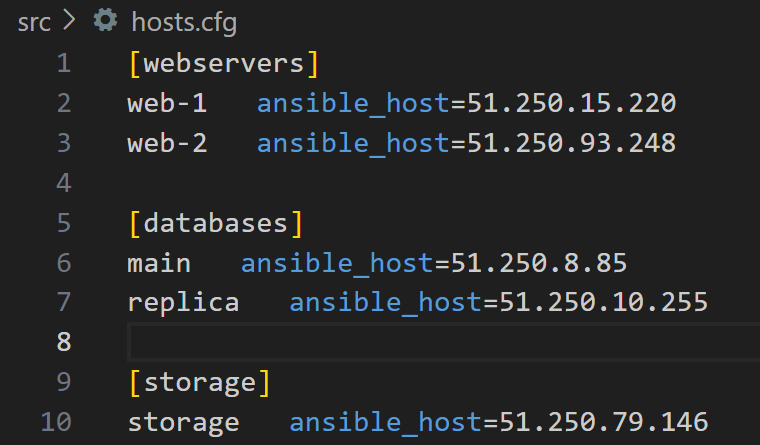 src > hosts.cfg
1 [webservers]
2 web-1 ansible_host=51.250.15.220
3 web-2 ansible_host=51.250.93.248
4
5 [databases]
6 main ansible_host=51.250.8.85
7 replica ansible_host=51.250.10.255
8
9 [storage]
10 storage ansible_host=51.250.79.146